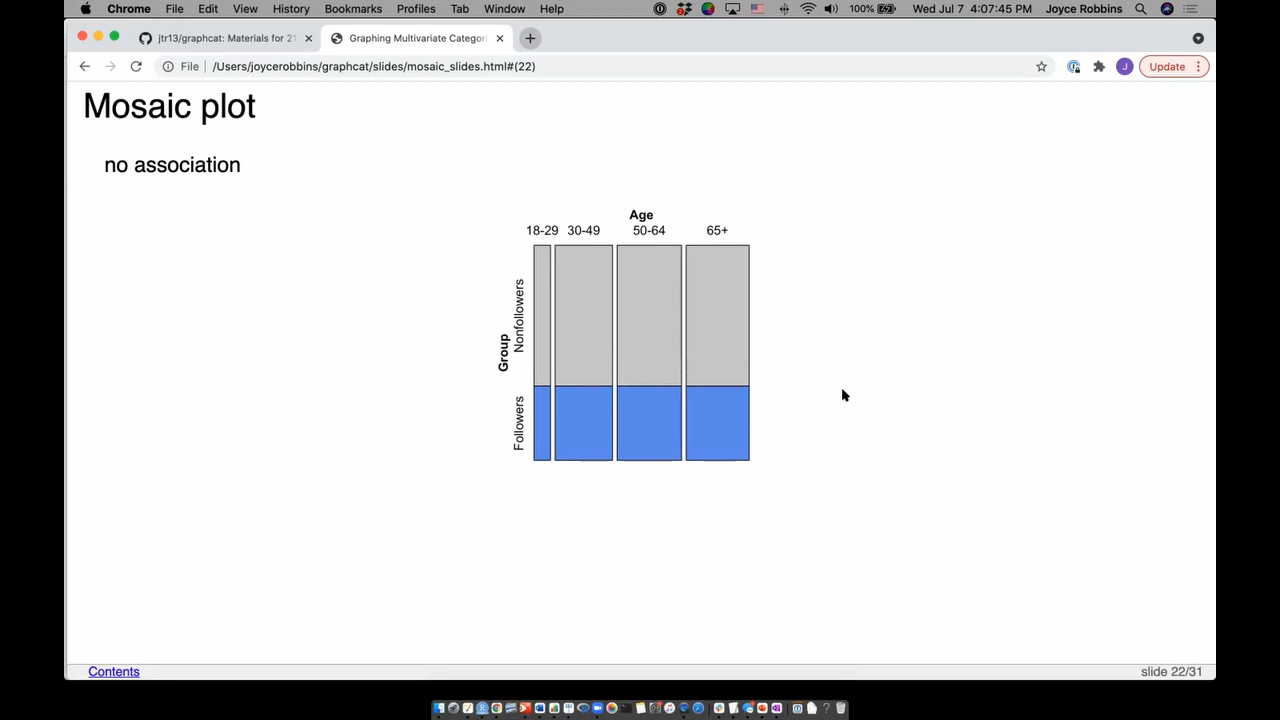 Chrome File Edit View History Bookmarks Profiles Tab Window Help 100% Wed Jul 7 4:07:45 PM Joyce Robbins
jtr13/graphcat: Materials for 21 Graphing Multivariate Categori
File /Users/joycerobbins/graphcat/slides/mosaic_slides.html#(22) J Update
Mosaic plot
no association
Age
18-29 30-49 50-64 65+
Nonfollowers
Group
Followers
Contents slide 22/31